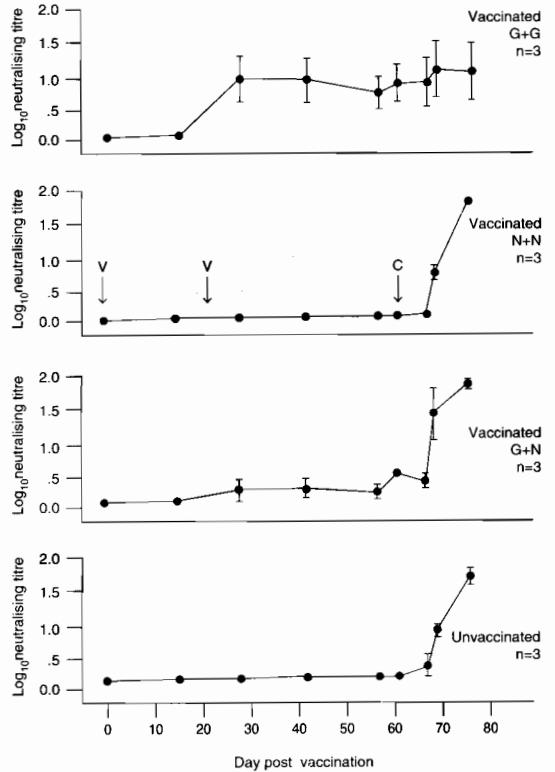 Log10neutralising titre
2.0
1.5
1.0
.5
0.0
Vaccinated
G+G
n=3
Log10neutralising titre
2.0
1.5
1.0
.5
0.0
V
V
C
Vaccinated
N+N
n=3
Log10neutralising titre
2.0
1.5
1.0
.5
0.0
Vaccinated
G+N
n=3
Log10neutralising titre
2.0
1.5
1.0
.5
0.0
Unvaccinated
n=3
0 10 20 30 40 50 60 70 80
Day post vaccination